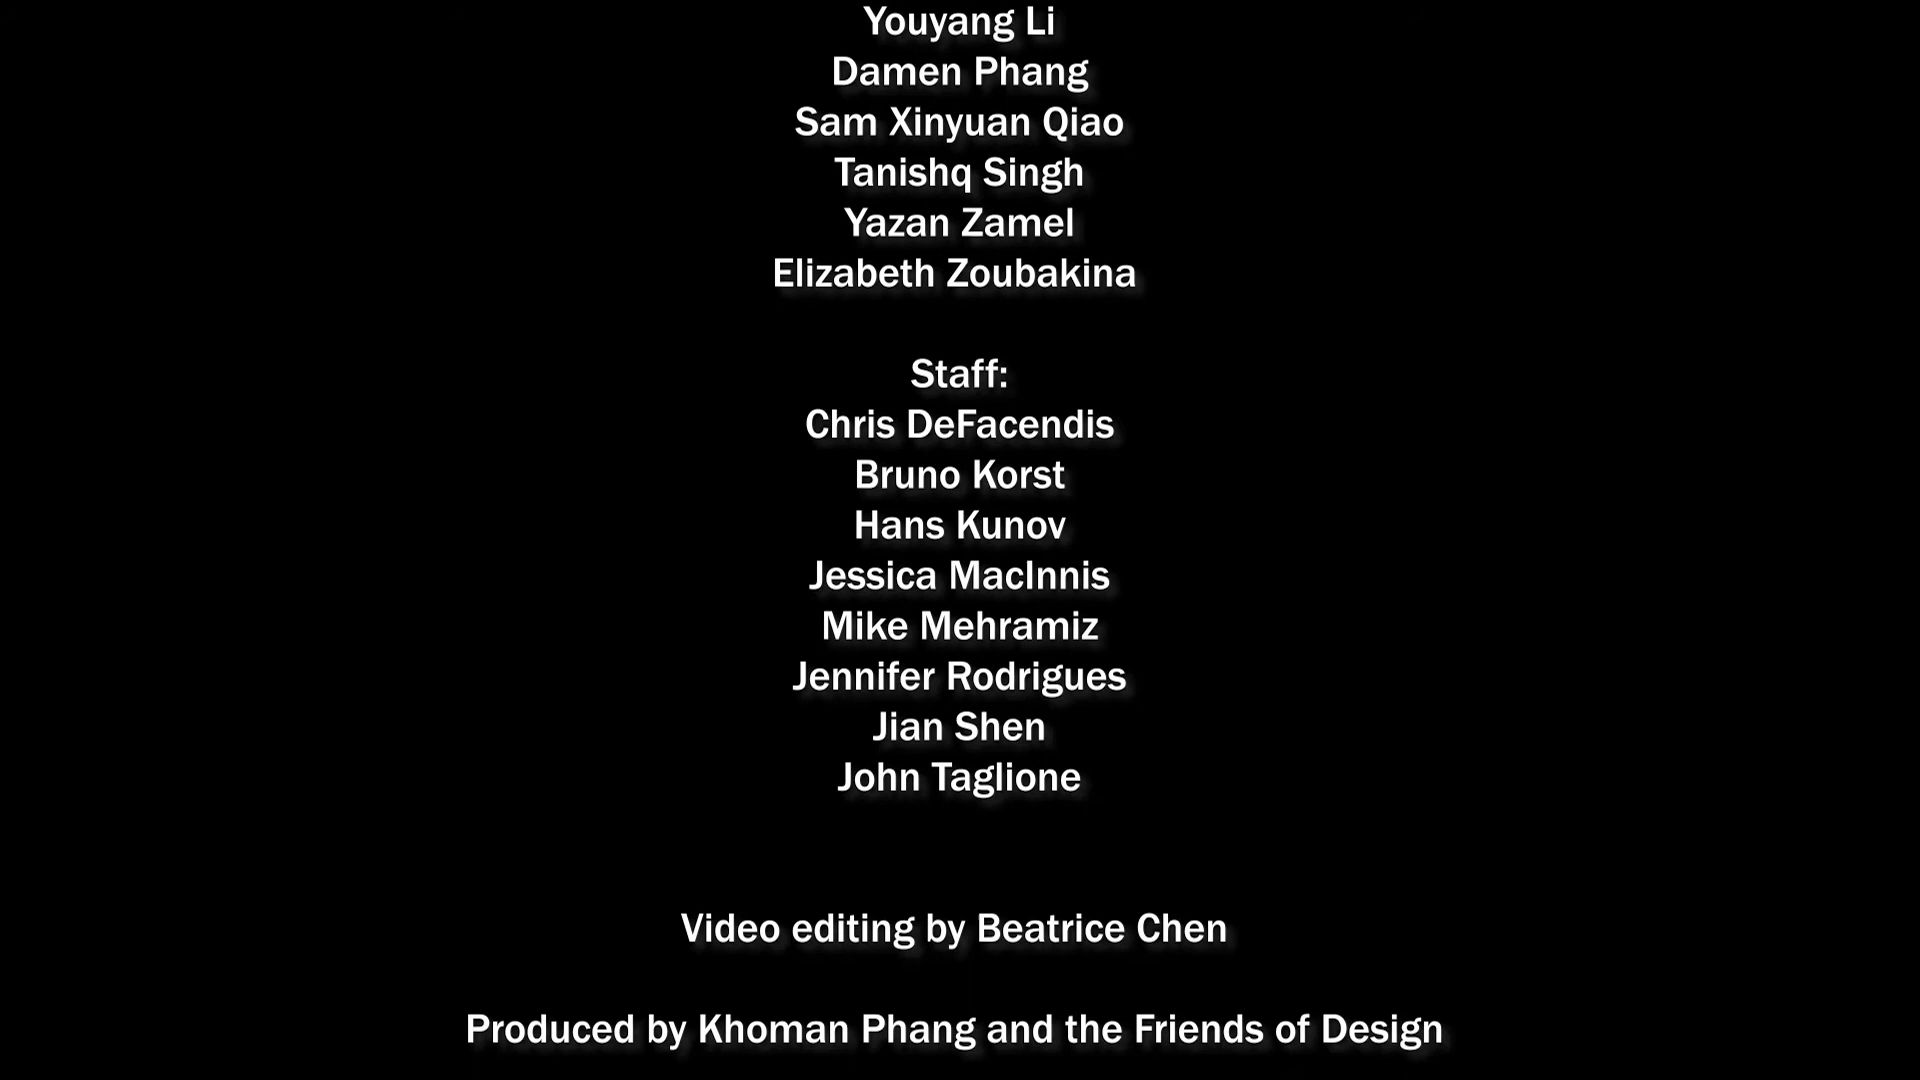 Youyang Li
Damen Phang
Sam Xinyuan Qiao
Tanishq Singh
Yazan Zamel
Elizabeth Zoubakina
Staff:
Chris DeFacendis
Bruno Korst
Hans Kunov
Jessica MacInnis
Mike Mehramiz
Jennifer Rodrigues
Jian Shen
John Taglione
Video editing by Beatrice Chen
Produced by Khoman Phang and the Friends of Design